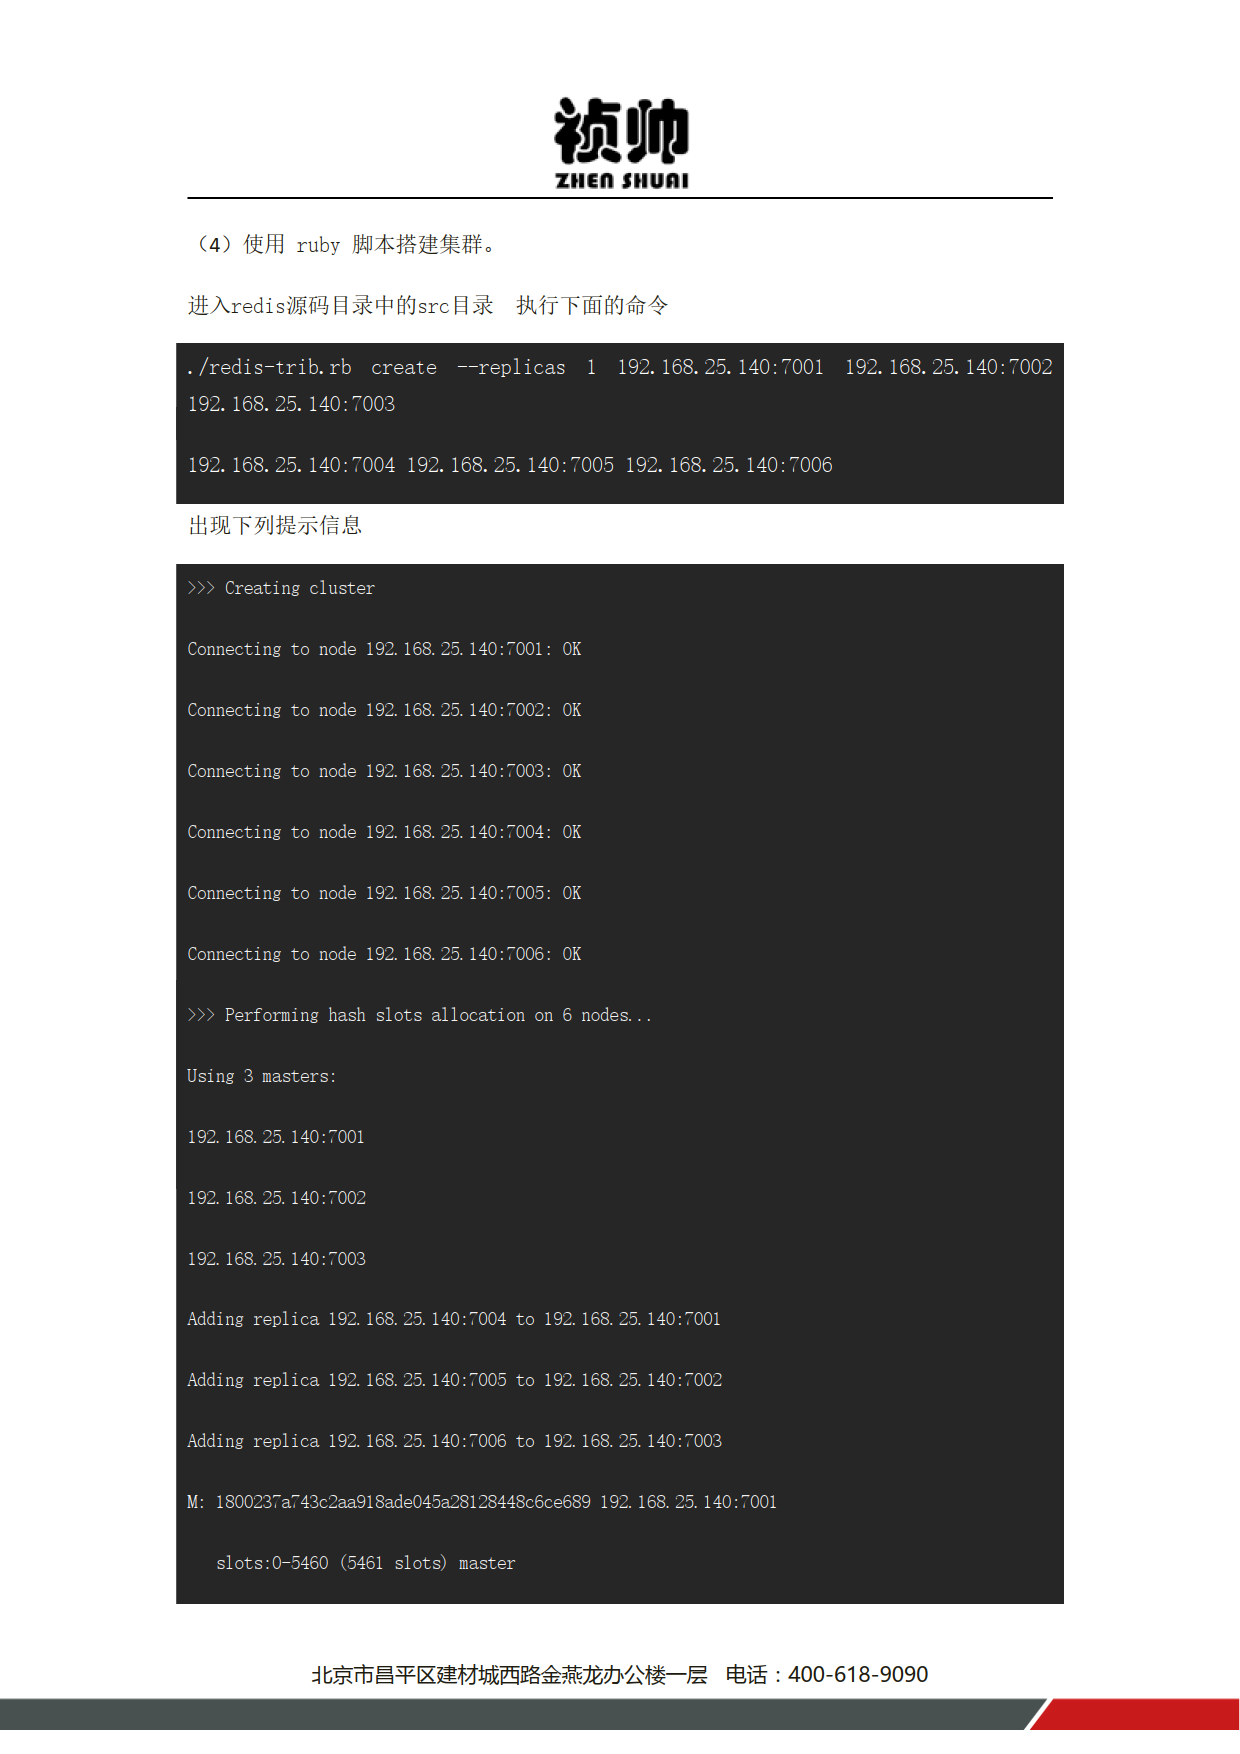 祯帅
ZHEN SHUAI
（4）使用 ruby 脚本搭建集群。
进入redis源码目录中的src目录 执行下面的命令
./redis-trib.rb create --replicas 1 192.168.25.140:7001 192.168.25.140:7002
192.168.25.140:7003
192.168.25.140:7004 192.168.25.140:7005 192.168.25.140:7006
出现下列提示信息
>>> Creating cluster
Connecting to node 192.168.25.140:7001: OK
Connecting to node 192.168.25.140:7002: OK
Connecting to node 192.168.25.140:7003: OK
Connecting to node 192.168.25.140:7004: OK
Connecting to node 192.168.25.140:7005: OK
Connecting to node 192.168.25.140:7006: OK
>>> Performing hash slots allocation on 6 nodes...
Using 3 masters:
192.168.25.140:7001
192.168.25.140:7002
192.168.25.140:7003
Adding replica 192.168.25.140:7004 to 192.168.25.140:7001
Adding replica 192.168.25.140:7005 to 192.168.25.140:7002
Adding replica 192.168.25.140:7006 to 192.168.25.140:7003
M: 1800237a743c2aa918ade045a28128448c6ce689 192.168.25.140:7001
slots:0-5460 (5461 slots) master
北京市昌平区建材城西路金燕龙办公楼一层 电话：400-618-9090